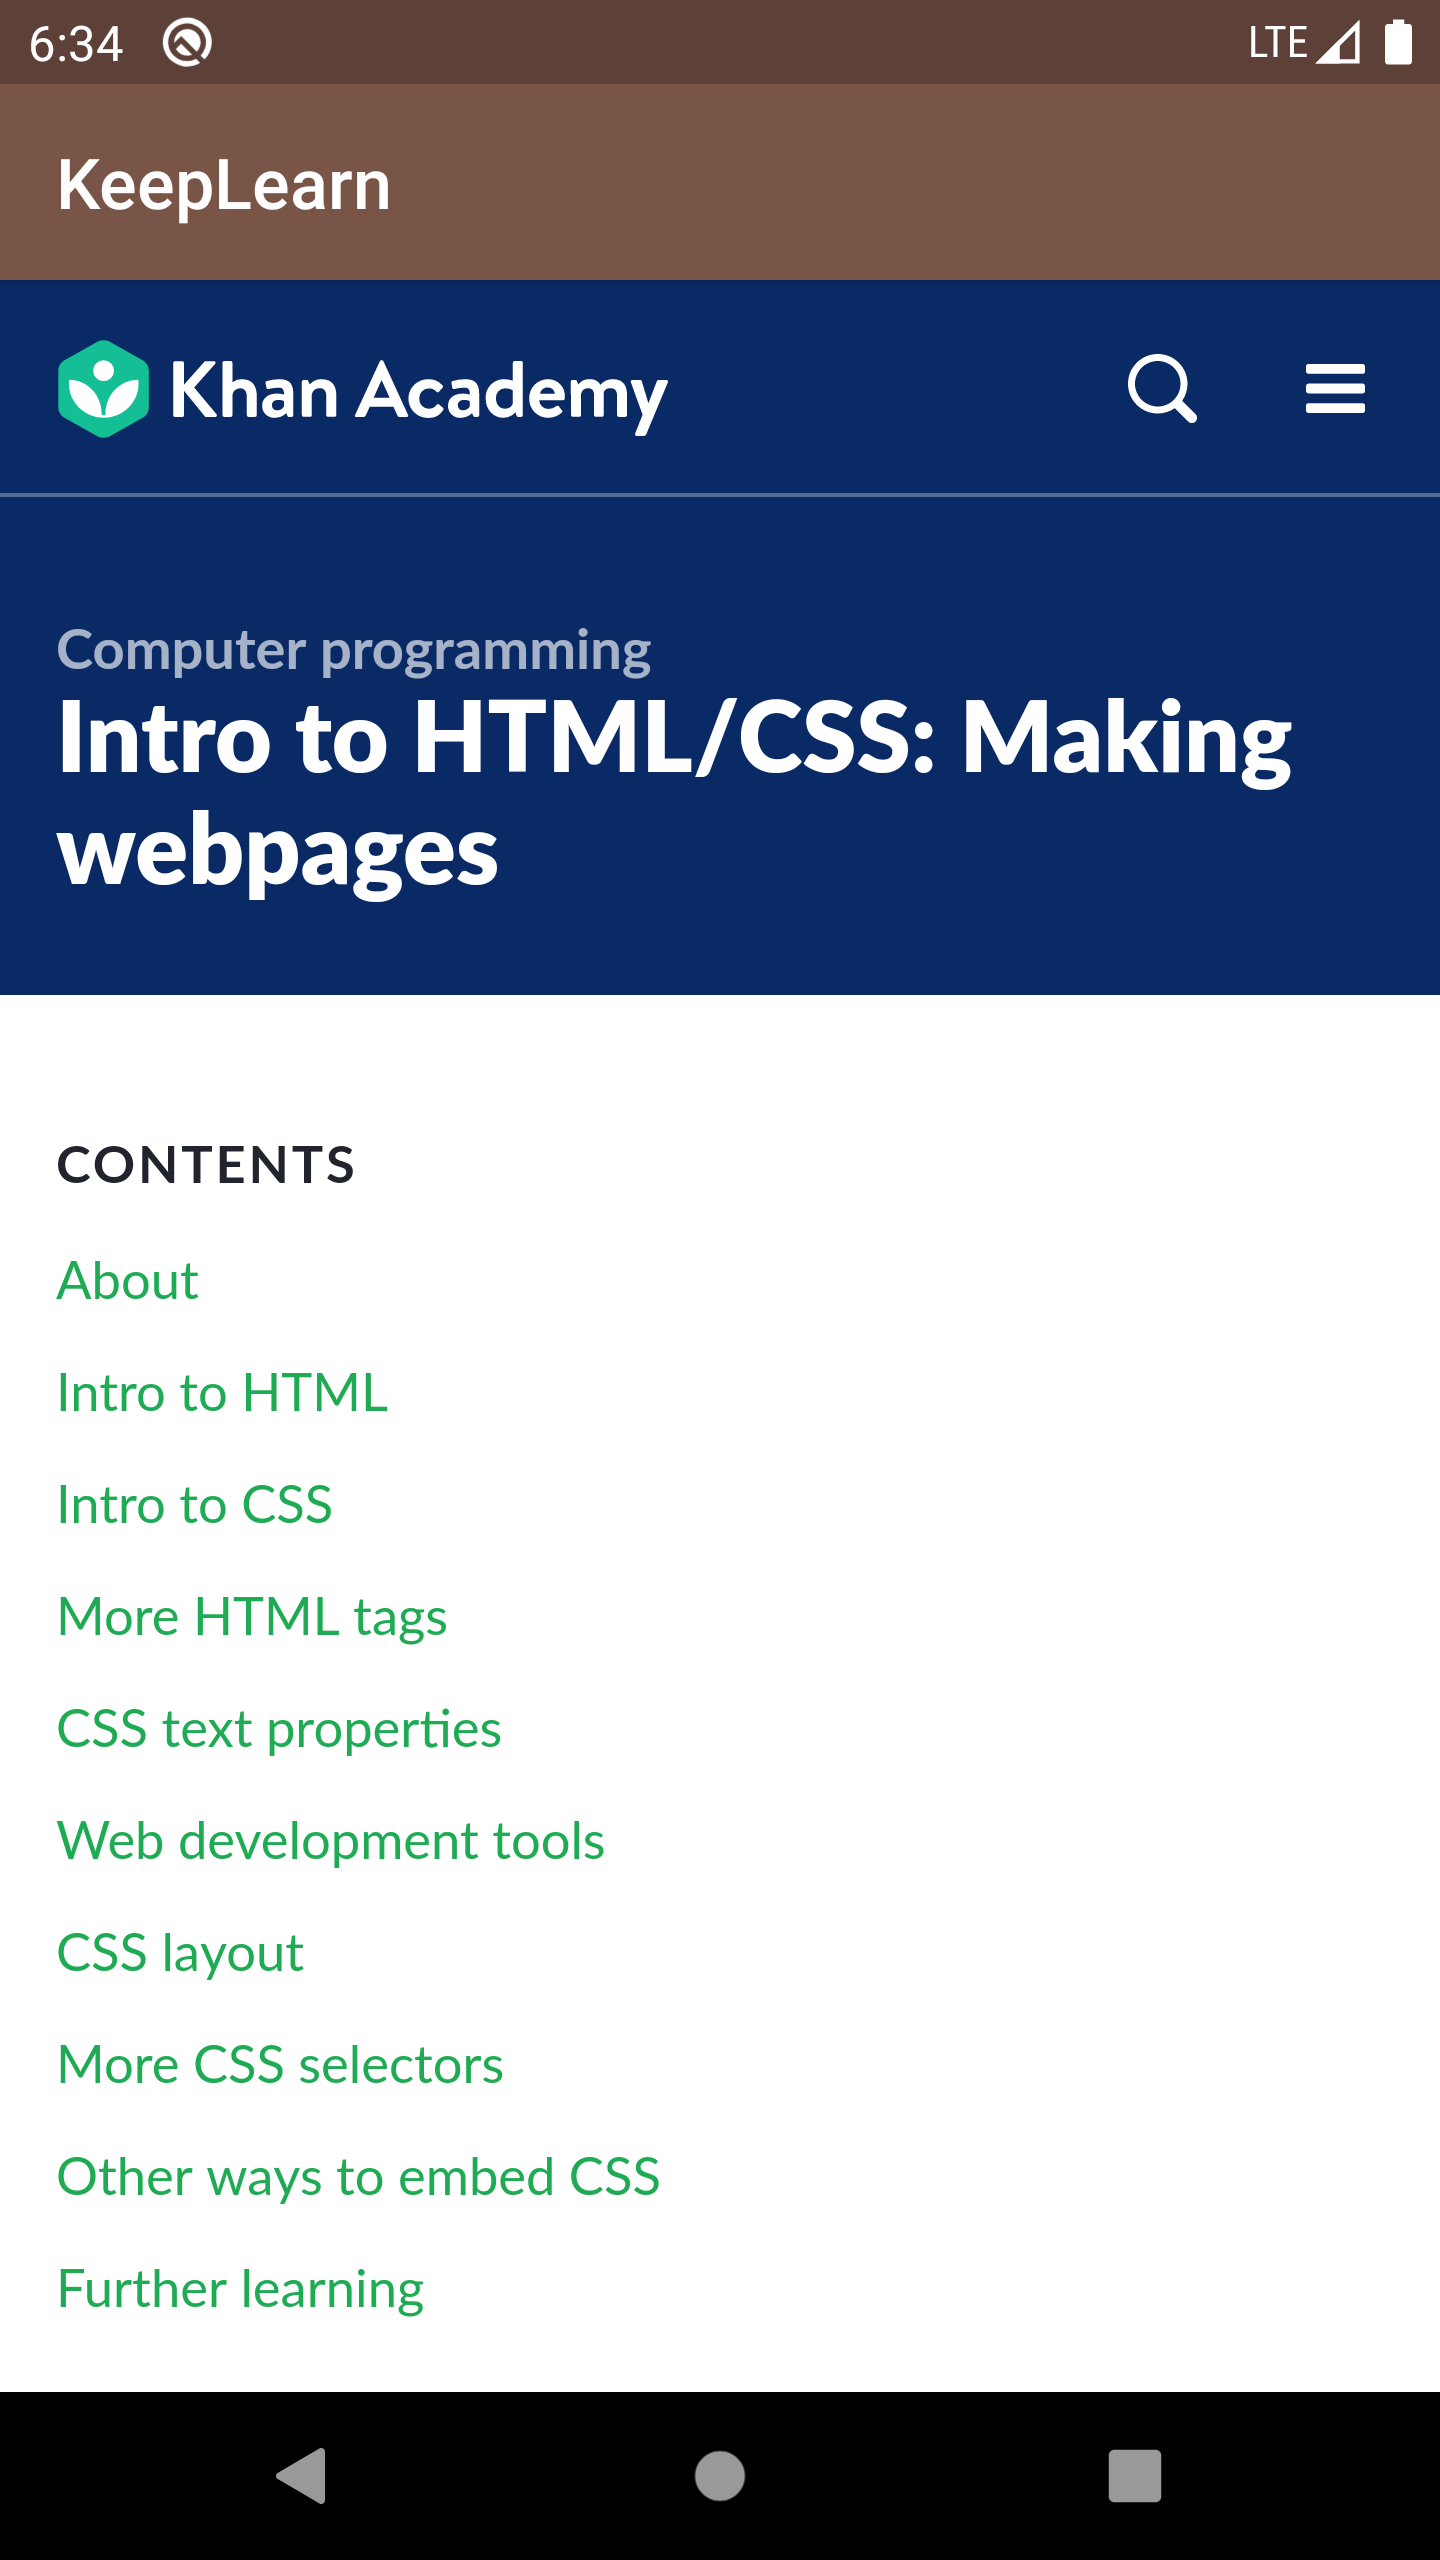 6:34
LTE
KeepLearn
Khan Academy
Computer programming
Intro to HTML/CSS: Making
webpages
CONTENTS
About
Intro to HTML
Intro to CSS
More HTML tags
CSS text properties
Web development tools
CSS layout
More CSS selectors
Other ways to embed CSS
Further learning